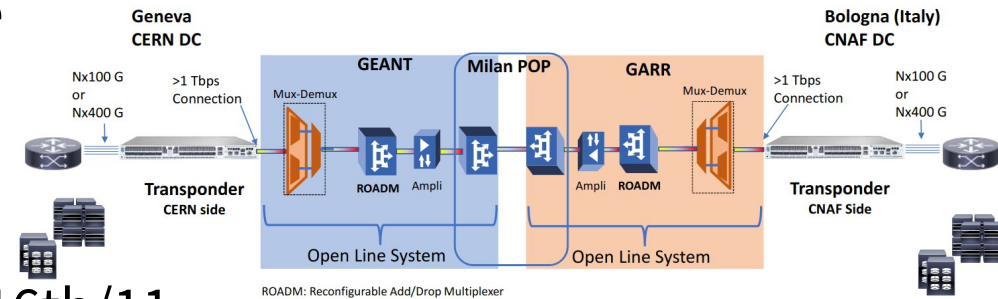 Geneva
CERN DC
Bologna (Italy)
CNAF DC
GEANT
Milan POP
GARR
Nx100 G
or
Nx400 G
>1 Tbps
Connection
Mux-Demux
Mux-Demux
>1 Tbps
Connection
Nx100 G
or
Nx400 G
ROADM
Ampli
Ampli
ROADM
Transponder
CERN side
Transponder
CNAF Side
Open Line System
Open Line System
ROADM: Reconfigurable Add/Drop Multiplexer